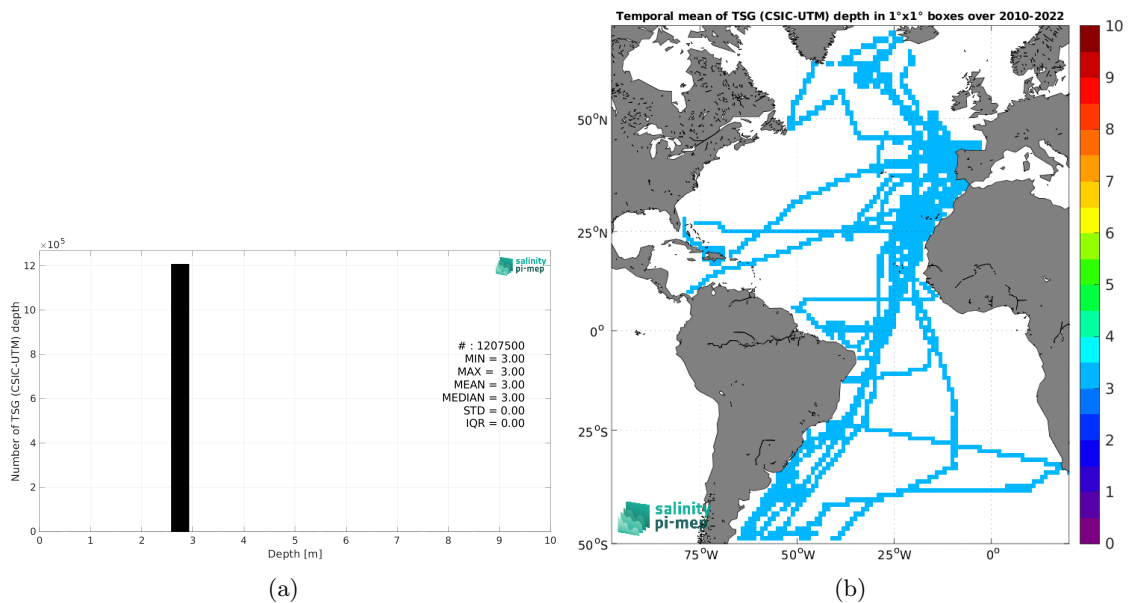 ×10⁵
12
10
8
6
4
2
0
0 1 2 3 4 5 6 7 8 9 10
Number of TSG (CSIC-UTM) depth
Depth [m]
salinity
pi-mep
# : 1207500
MIN = 3.00
MAX = 3.00
MEAN = 3.00
MEDIAN = 3.00
STD = 0.00
IQR = 0.00
(a)
Temporal mean of TSG (CSIC-UTM) depth in 1°x1° boxes over 2010-2022
50°N
25°N
0°
25°S
50°S
75°W 50°W 25°W 0°
salinity
pi-mep
10
9
8
7
6
5
4
3
2
1
0
(b)